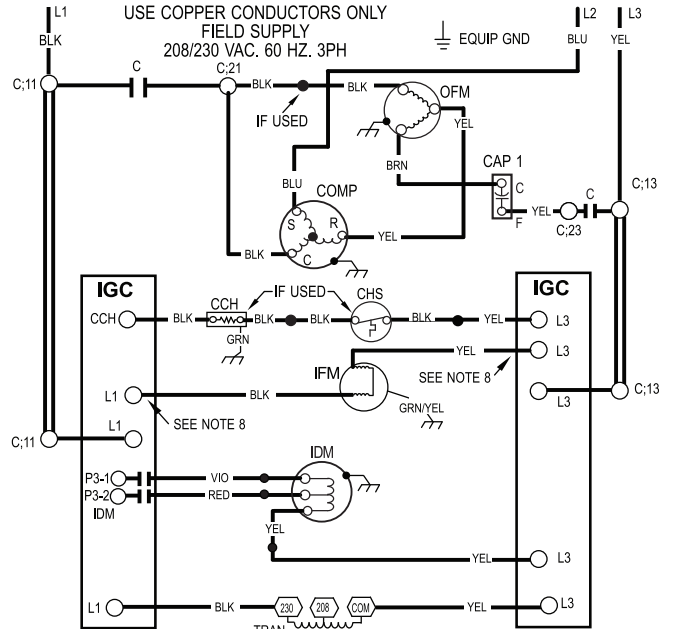 L1
USE COPPER CONDUCTORS ONLY
FIELD SUPPLY
208/230 VAC. 60 HZ. 3PH
EQUIP GND
L2
L3
BLK
BLU
YEL
C;11
C
C;21
BLK
BLK
OFM
IF USED
YEL
BRN
CAP 1
C
F
YEL
C
C;13
C;23
BLU
COMP
S
R
C
YEL
BLK
IGC
IGC
IF USED
CCH
BLK
CCH
BLK
BLK
CHS
BLK
YEL
L3
GRN
YEL
L3
SEE NOTE 8
IFM
L1
BLK
GRN/YEL
L3
C;13
SEE NOTE 8
L1
C;11
IDM
P3-1
VIO
P3-2
RED
IDM
YEL
YEL
L3
L1
BLK
230
208
COM
YEL
L3
TRAN